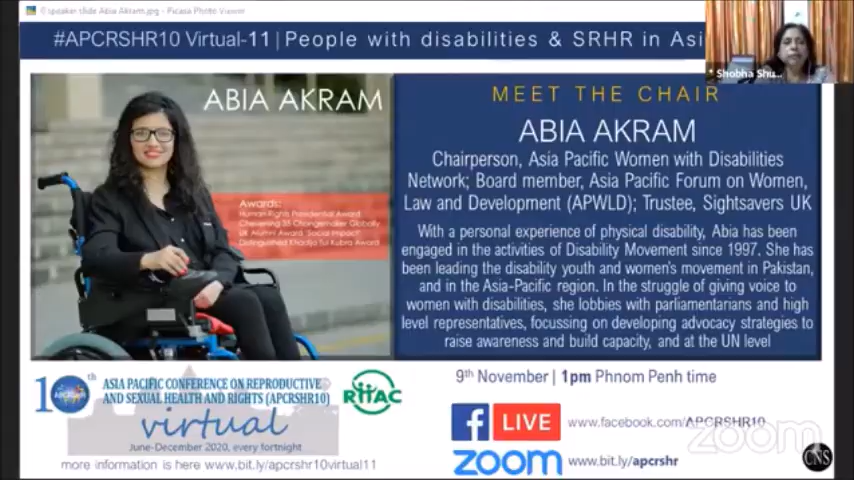 6 speaker slide Abia Akram.jpg - Picasa Photo Viewer
#APCRSHR10 Virtual-11 | People with disabilities & SRHR in Asi
Shobha Shu...
ABIA AKRAM
Awards:
Human Rights Presidential Award
Chevening 35 Changemaker Globally
UK Alumni Award 'Social Impact'
Distinguished Khadija Tul Kubra Award
MEET THE CHAIR
ABIA AKRAM
Chairperson, Asia Pacific Women with Disabilities
Network; Board member, Asia Pacific Forum on Women,
Law and Development (APWLD); Trustee, Sightsavers UK
With a personal experience of physical disability, Abia has been
engaged in the activities of Disability Movement since 1997. She has
been leading the disability youth and women's movement in Pakistan,
and in the Asia-Pacific region. In the struggle of giving voice to
women with disabilities, she lobbies with parliamentarians and high
level representatives, focussing on developing advocacy strategies to
raise awareness and build capacity, and at the UN level
10th ASIA PACIFIC CONFERENCE ON REPRODUCTIVE
AND SEXUAL HEALTH AND RIGHTS (APCRSHR10)
virtual
June-December 2020, every fortnight
more information is here www.bit.ly/apcrshr10virtual11
RHAC
9th November | 1pm Phnom Penh time
f LIVE www.facebook.com/APCRSHR10
zoom www.bit.ly/apcrshr
zoom
CNS